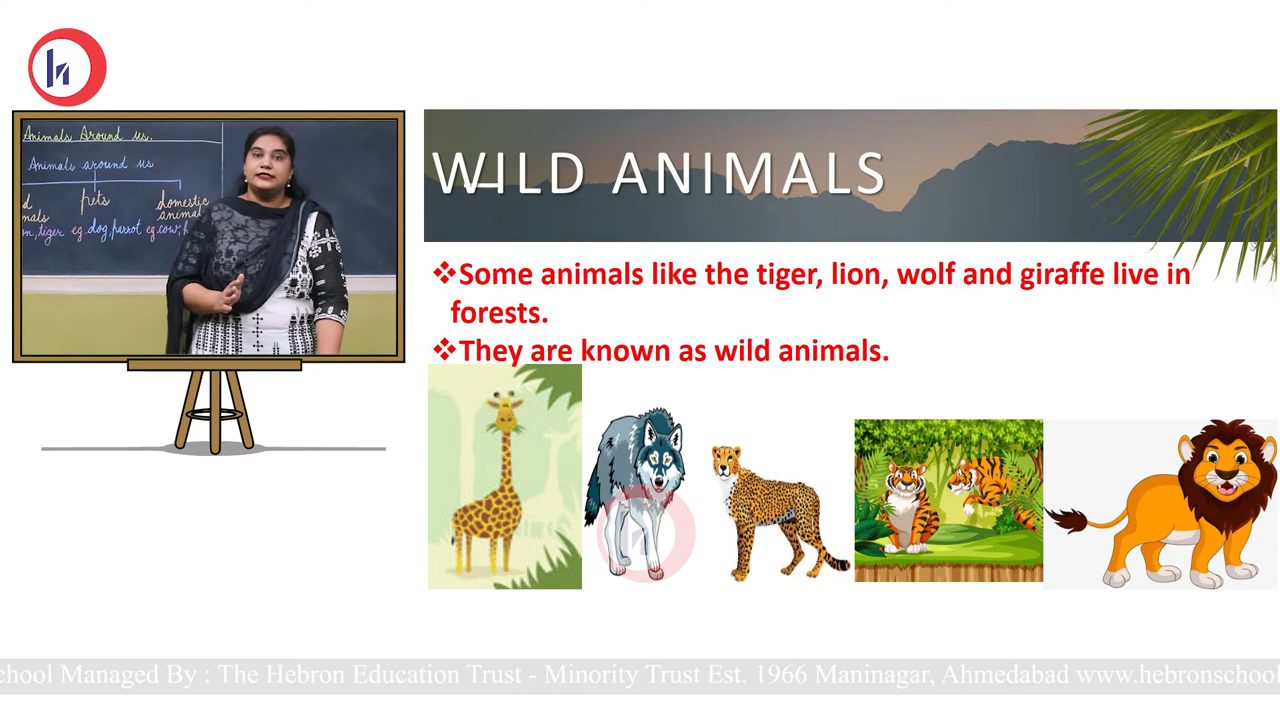 Animals Around us.
Animals around us
pets
domestic
animal
tiger eg. dog, parrot eg cow,
WILD ANIMALS
❖Some animals like the tiger, lion, wolf and giraffe live in
forests.
❖They are known as wild animals.
chool Managed By : The Hebron Education Trust - Minority Trust Est. 1966 Maninagar, Ahmedabad www.hebronschool